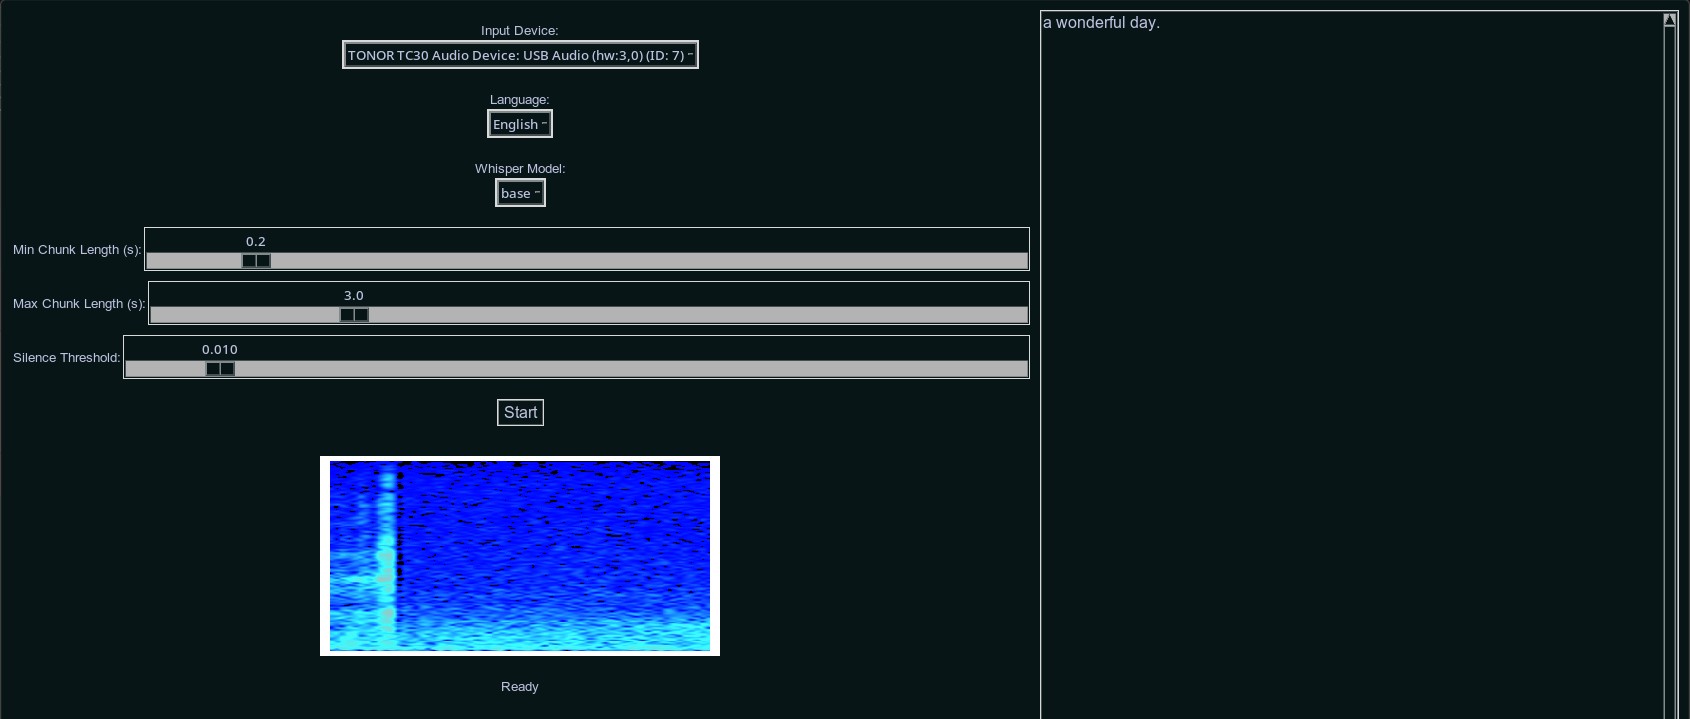 Input Device:
TONOR TC30 Audio Device: USB Audio (hw:3,0) (ID: 7)
Language:
English
Whisper Model:
base
Min Chunk Length (s):
0.2
Max Chunk Length (s):
3.0
Silence Threshold:
0.010
Start
Ready
a wonderful day.